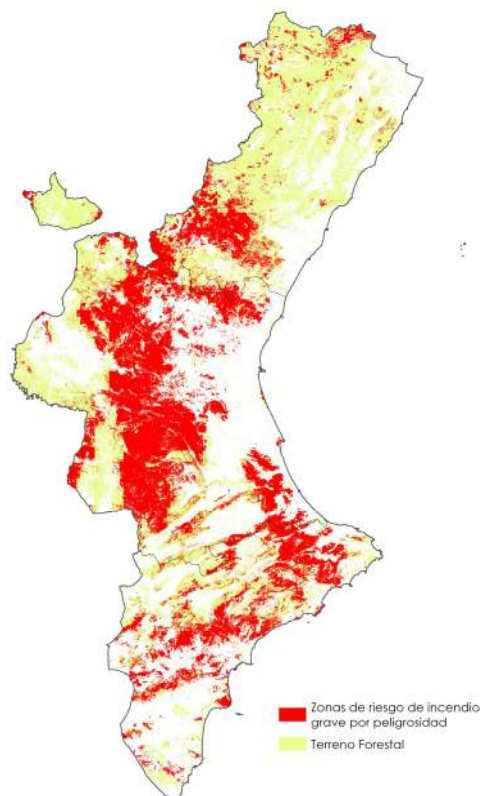 Zonas de riesgo de incendio
grave por peligrosidad
Terreno Forestal